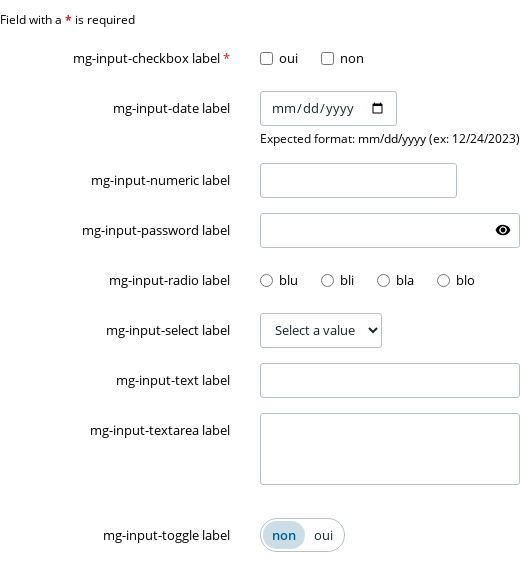 Field with a * is required
mg-input-checkbox label * oui non
mg-input-date label mm/dd/yyyy
Expected format: mm/dd/yyyy (ex: 12/24/2023)
mg-input-numeric label
mg-input-password label
mg-input-radio label blu bli bla blo
mg-input-select label Select a value
mg-input-text label
mg-input-textarea label
mg-input-toggle label non oui